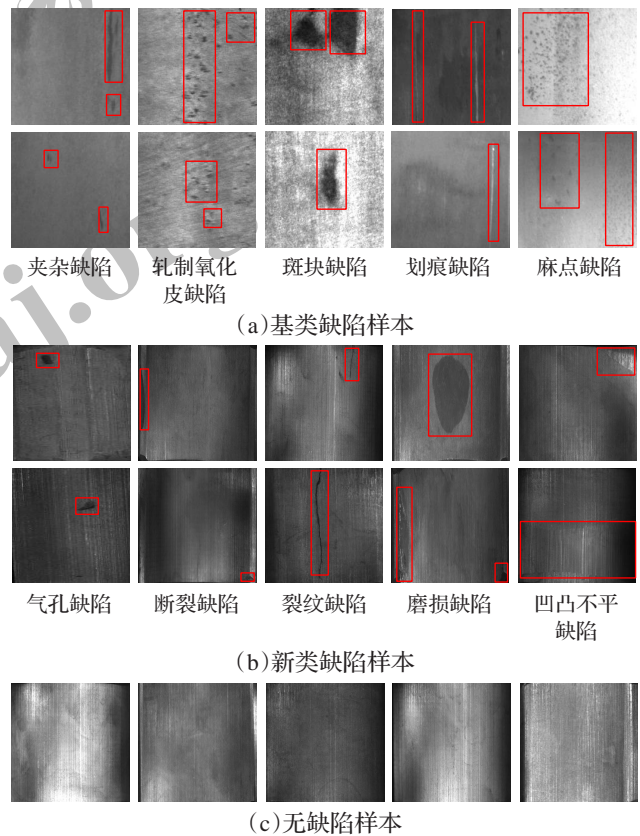 夹杂缺陷 轧制氧化 斑块缺陷 划痕缺陷 麻点缺陷
皮缺陷
(a)基类缺陷样本
气孔缺陷 断裂缺陷 裂纹缺陷 磨损缺陷 凹凸不平
缺陷
(b)新类缺陷样本
(c)无缺陷样本